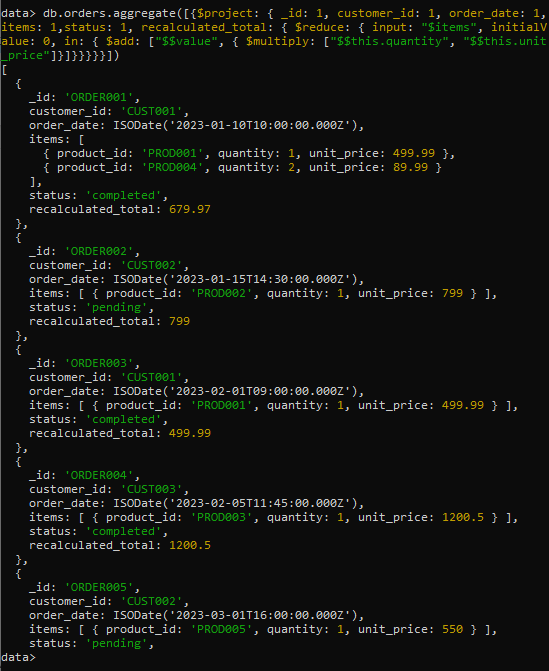 data> db.orders.aggregate([{$project: { _id: 1, customer_id: 1, order_date: 1,
items: 1,status: 1, recalculated_total: { $reduce: { input: "$items", initialV
alue: 0, in: { $add: ["$$value", { $multiply: ["$$this.quantity", "$$this.unit
_price"]}]}}}}}])
[
  {
    _id: 'ORDER001',
    customer_id: 'CUST001',
    order_date: ISODate('2023-01-10T10:00:00.000Z'),
    items: [
      { product_id: 'PROD001', quantity: 1, unit_price: 499.99 },
      { product_id: 'PROD004', quantity: 2, unit_price: 89.99 }
    ],
    status: 'completed',
    recalculated_total: 679.97
  },
  {
    _id: 'ORDER002',
    customer_id: 'CUST002',
    order_date: ISODate('2023-01-15T14:30:00.000Z'),
    items: [ { product_id: 'PROD002', quantity: 1, unit_price: 799 } ],
    status: 'pending',
    recalculated_total: 799
  },
  {
    _id: 'ORDER003',
    customer_id: 'CUST001',
    order_date: ISODate('2023-02-01T09:00:00.000Z'),
    items: [ { product_id: 'PROD001', quantity: 1, unit_price: 499.99 } ],
    status: 'completed',
    recalculated_total: 499.99
  },
  {
    _id: 'ORDER004',
    customer_id: 'CUST003',
    order_date: ISODate('2023-02-05T11:45:00.000Z'),
    items: [ { product_id: 'PROD003', quantity: 1, unit_price: 1200.5 } ],
    status: 'completed',
    recalculated_total: 1200.5
  },
  {
    _id: 'ORDER005',
    customer_id: 'CUST002',
    order_date: ISODate('2023-03-01T16:00:00.000Z'),
    items: [ { product_id: 'PROD005', quantity: 1, unit_price: 550 } ],
    status: 'pending',
data>